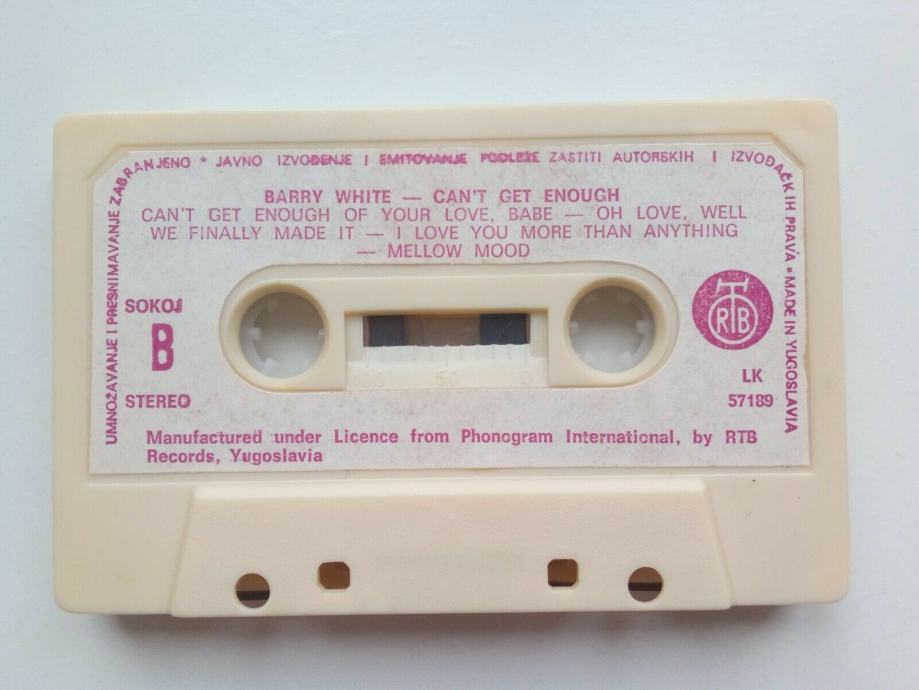 UMNOŽAVANJE I PRESNIMAVANJE ZABRANJENO * JAVNO IZVOĐENJE I EMITOVANJE PODLEŽE ZAŠTITI AUTORSKIH I IZVOĐAČKIH PRAVA • MADE IN YUGOSLAVIA
BARRY WHITE — CAN'T GET ENOUGH
CAN'T GET ENOUGH OF YOUR LOVE, BABE — OH LOVE, WELL
WE FINALLY MADE IT — I LOVE YOU MORE THAN ANYTHING
— MELLOW MOOD
SOKOJ
B
STEREO
RTB
LK
57189
50
0
Manufactured under Licence from Phonogram International, by RTB
Records, Yugoslavia